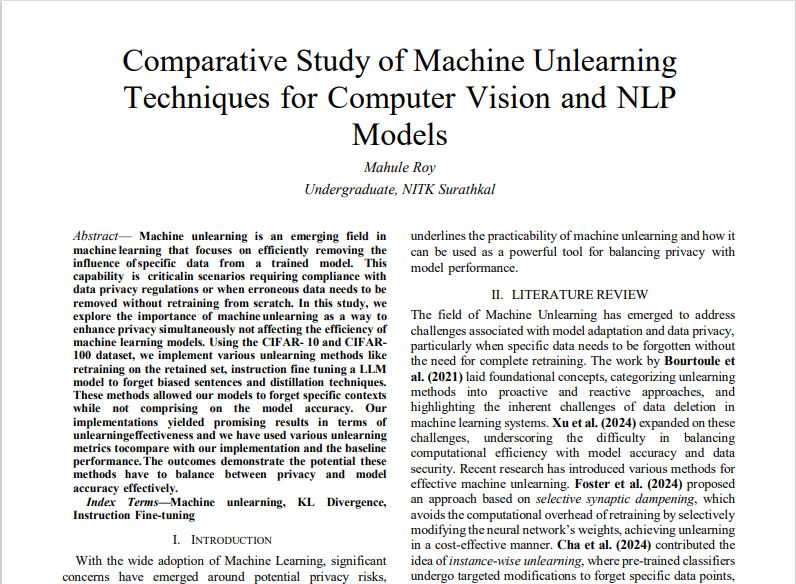 Comparative Study of Machine Unlearning
Techniques for Computer Vision and NLP
Models
Mahule Roy
Undergraduate, NITK Surathkal
Abstract— Machine unlearning is an emerging field in
machine learning that focuses on efficiently removing the
influence of specific data from a trained model. This
capability is criticalin scenarios requiring compliance with
data privacy regulations or when erroneous data needs to be
removed without retraining from scratch. In this study, we
explore the importance of machine unlearning as a way to
enhance privacy simultaneously not affecting the efficiency of
machine learning models. Using the CIFAR- 10 and CIFAR-
100 dataset, we implement various unlearning methods like
retraining on the retained set, instruction fine tuning a LLM
model to forget biased sentences and distillation techniques.
These methods allowed our models to forget specific contexts
while not comprising on the model accuracy. Our
implementations yielded promising results in terms of
unlearningeffectiveness and we have used various unlearning
metrics tocompare with our implementation and the baseline
performance.The outcomes demonstrate the potential these
methods have to balance between privacy and model
accuracy effectively.
Index Terms—Machine unlearning, KL Divergence,
Instruction Fine-tuning
I. INTRODUCTION
With the wide adoption of Machine Learning, significant
concerns have emerged around potential privacy risks,
underlines the practicability of machine unlearning and how it
can be used as a powerful tool for balancing privacy with
model performance.
II. LITERATURE REVIEW
The field of Machine Unlearning has emerged to address
challenges associated with model adaptation and data privacy,
particularly when specific data needs to be forgotten without
the need for complete retraining. The work by Bourtoule et
al. (2021) laid foundational concepts, categorizing unlearning
methods into proactive and reactive approaches, and
highlighting the inherent challenges of data deletion in
machine learning systems. Xu et al. (2024) expanded on these
challenges, underscoring the difficulty in balancing
computational efficiency with model accuracy and data
security. Recent research has introduced various methods for
effective machine unlearning. Foster et al. (2024) proposed
an approach based on selective synaptic dampening, which
avoids the computational overhead of retraining by selectively
modifying the neural network's weights, achieving unlearning
in a cost-effective manner. Cha et al. (2024) contributed the
idea of instance-wise unlearning, where pre-trained classifiers
undergo targeted modifications to forget specific data points,